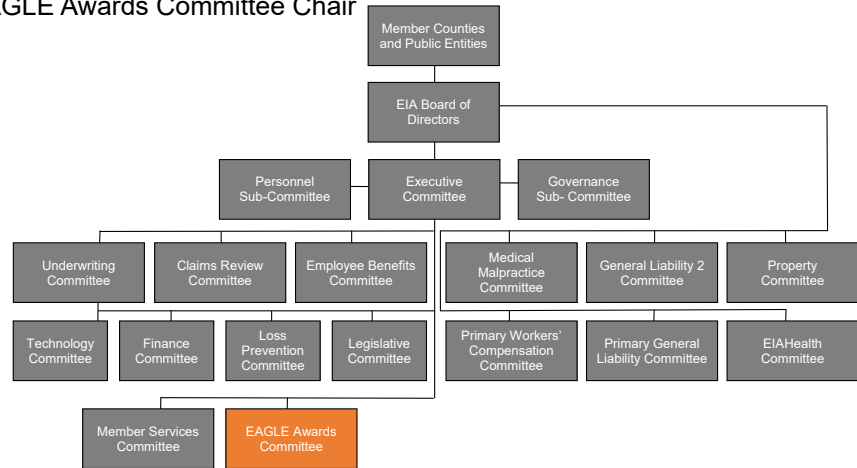 AGLE Awards Committee Chair
Member Counties
and Public Entities
EIA Board of
Directors
Personnel
Sub-Committee
Executive
Committee
Governance
Sub- Committee
Underwriting
Committee
Claims Review
Committee
Employee Benefits
Committee
Medical
Malpractice
Committee
General Liability 2
Committee
Property
Committee
Technology
Committee
Finance
Committee
Loss
Prevention
Committee
Legislative
Committee
Primary Workers’
Compensation
Committee
Primary General
Liability Committee
EIAHealth
Committee
Member Services
Committee
EAGLE Awards
Committee